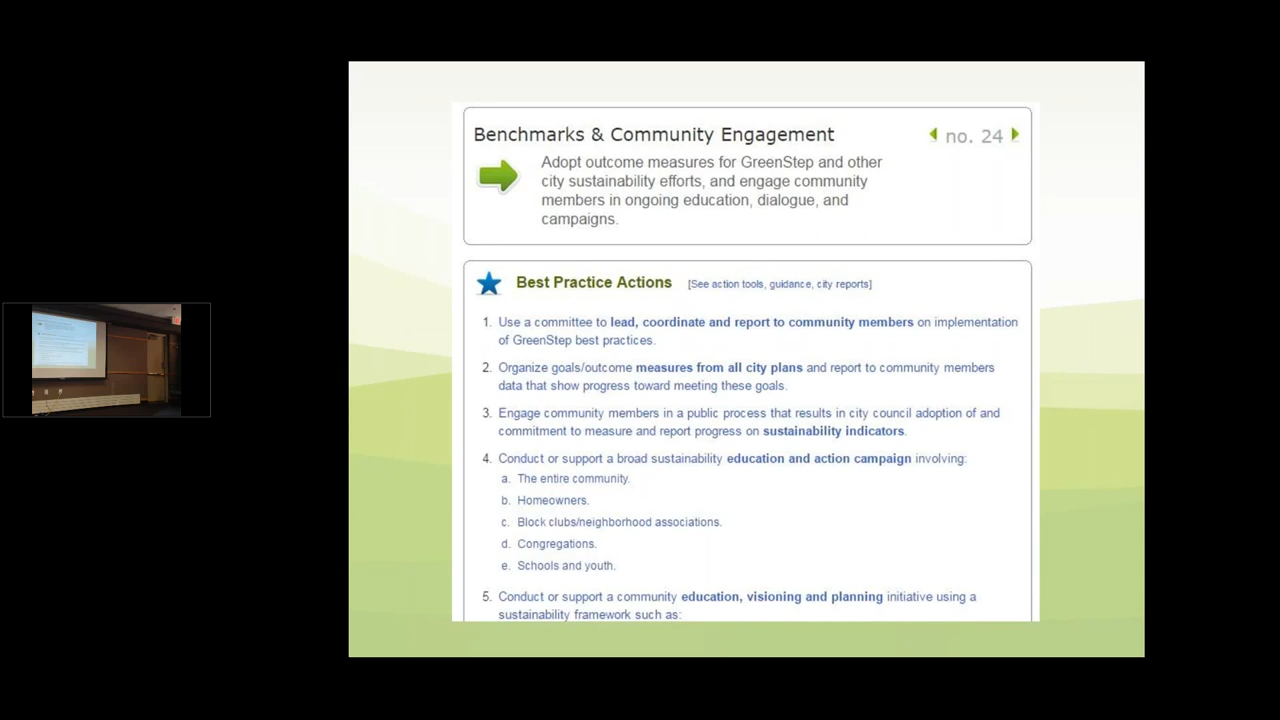 Benchmarks & Community Engagement
no. 24
Adopt outcome measures for GreenStep and other
city sustainability efforts, and engage community
members in ongoing education, dialogue, and
campaigns.
Best Practice Actions [See action tools, guidance, city reports]
1. Use a committee to lead, coordinate and report to community members on implementation
of GreenStep best practices.
2. Organize goals/outcome measures from all city plans and report to community members
data that show progress toward meeting these goals.
3. Engage community members in a public process that results in city council adoption of and
commitment to measure and report progress on sustainability indicators.
4. Conduct or support a broad sustainability education and action campaign involving:
a. The entire community.
b. Homeowners.
c. Block clubs/neighborhood associations.
d. Congregations.
e. Schools and youth.
5. Conduct or support a community education, visioning and planning initiative using a
sustainability framework such as: